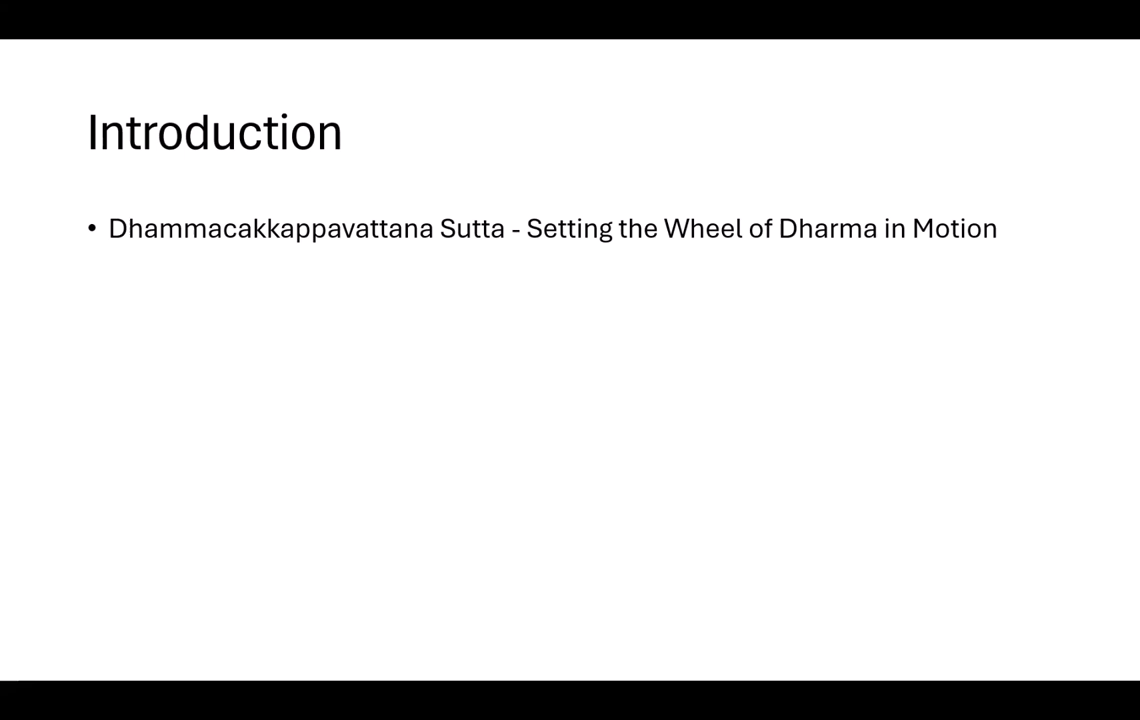 Introduction
• Dhammacakkappavattana Sutta - Setting the Wheel of Dharma in Motion